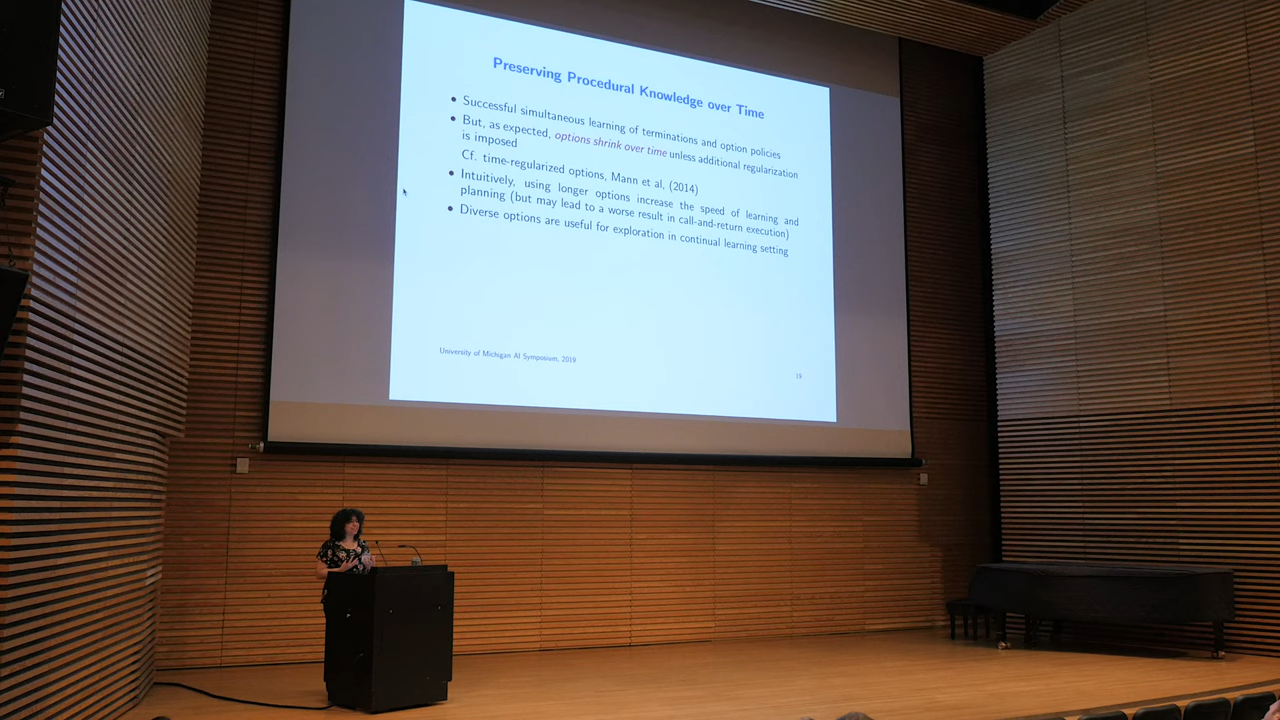 Preserving Procedural Knowledge over Time
• Successful simultaneous learning of terminations and option policies
• But, as expected, options shrink over time unless additional regularization
is imposed
Cf. time-regularized options, Mann et al, (2014)
• Intuitively, using longer options increase the speed of learning and
planning (but may lead to a worse result in call-and-return execution)
• Diverse options are useful for exploration in continual learning setting
University of Michigan AI Symposium, 2019
19